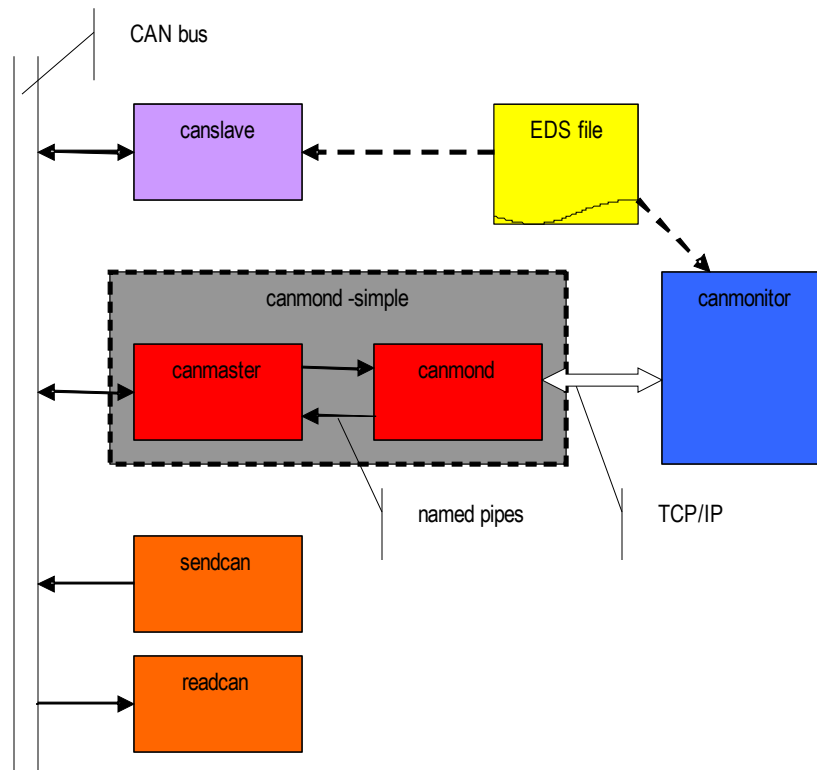 CAN bus
canslave
EDS file
canmond -simple
canmonitor
canmaster
canmond
named pipes
TCP/IP
sendcan
readcan